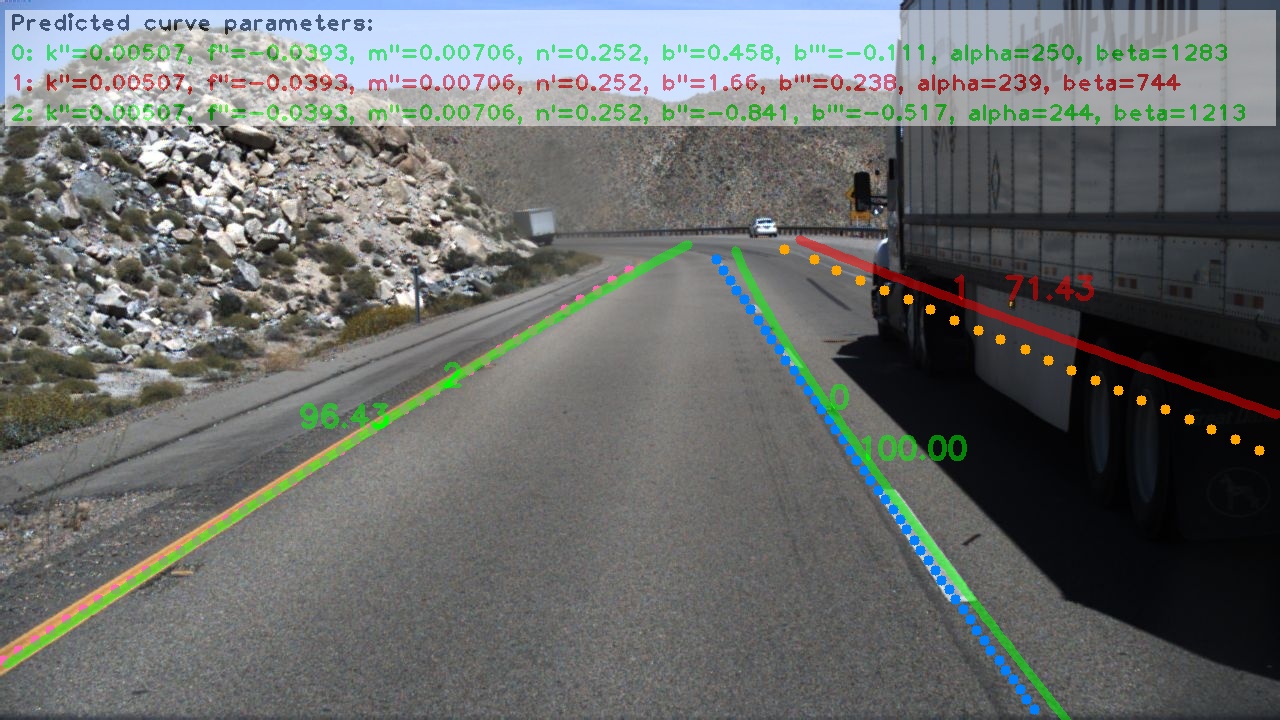 Predicted curve parameters:
0: k''=0.00507, f''=-0.0393, m''=0.00706, n'=0.252, b''=0.458, b'''=-0.111, alpha=250, beta=1283
1: k''=0.00507, f''=-0.0393, m''=0.00706, n'=0.252, b''=1.66, b'''=0.238, alpha=239, beta=744
2: k''=0.00507, f''=-0.0393, m''=0.00706, n'=0.252, b''=-0.841, b'''=-0.517, alpha=244, beta=1213
1 71.43
2
96.43
0
100.00